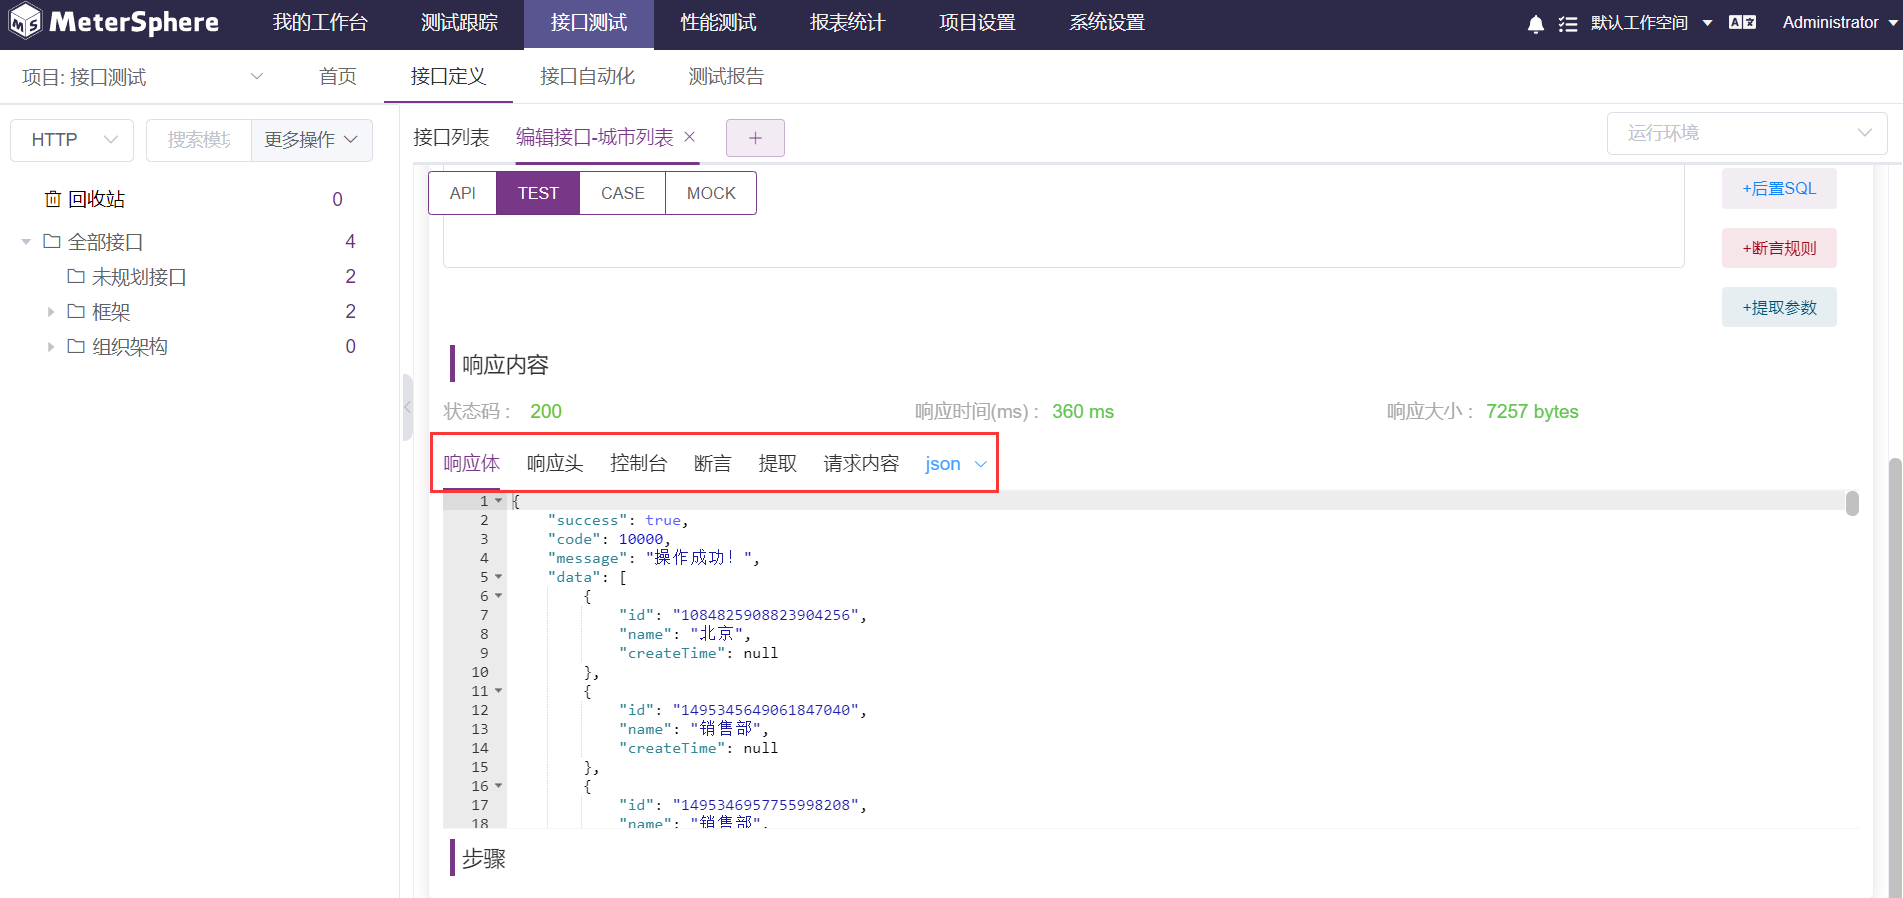 MeterSphere 我的工作台 测试跟踪 接口测试 性能测试 报表统计 项目设置 系统设置 默认工作空间 Administrator
项目: 接口测试 首页 接口定义 接口自动化 测试报告
HTTP 搜索模块 更多操作 接口列表 编辑接口-城市列表 × + 运行环境
API TEST CASE MOCK +后置SQL
回收站 0
全部接口 4 +断言规则
未规划接口 2
框架 2 +提取参数
组织架构 0
响应内容
状态码 : 200 响应时间(ms) : 360 ms 响应大小 : 7257 bytes
响应体 响应头 控制台 断言 提取 请求内容 json
1 {
2 "success": true,
3 "code": 10000,
4 "message": "操作成功! ",
5 "data": [
6 {
7 "id": "1084825908823904256",
8 "name": "北京",
9 "createTime": null
10 },
11 {
12 "id": "1495345649061847040",
13 "name": "销售部",
14 "createTime": null
15 },
16 {
17 "id": "1495346957755998208",
18 "name": "销售部",
步骤